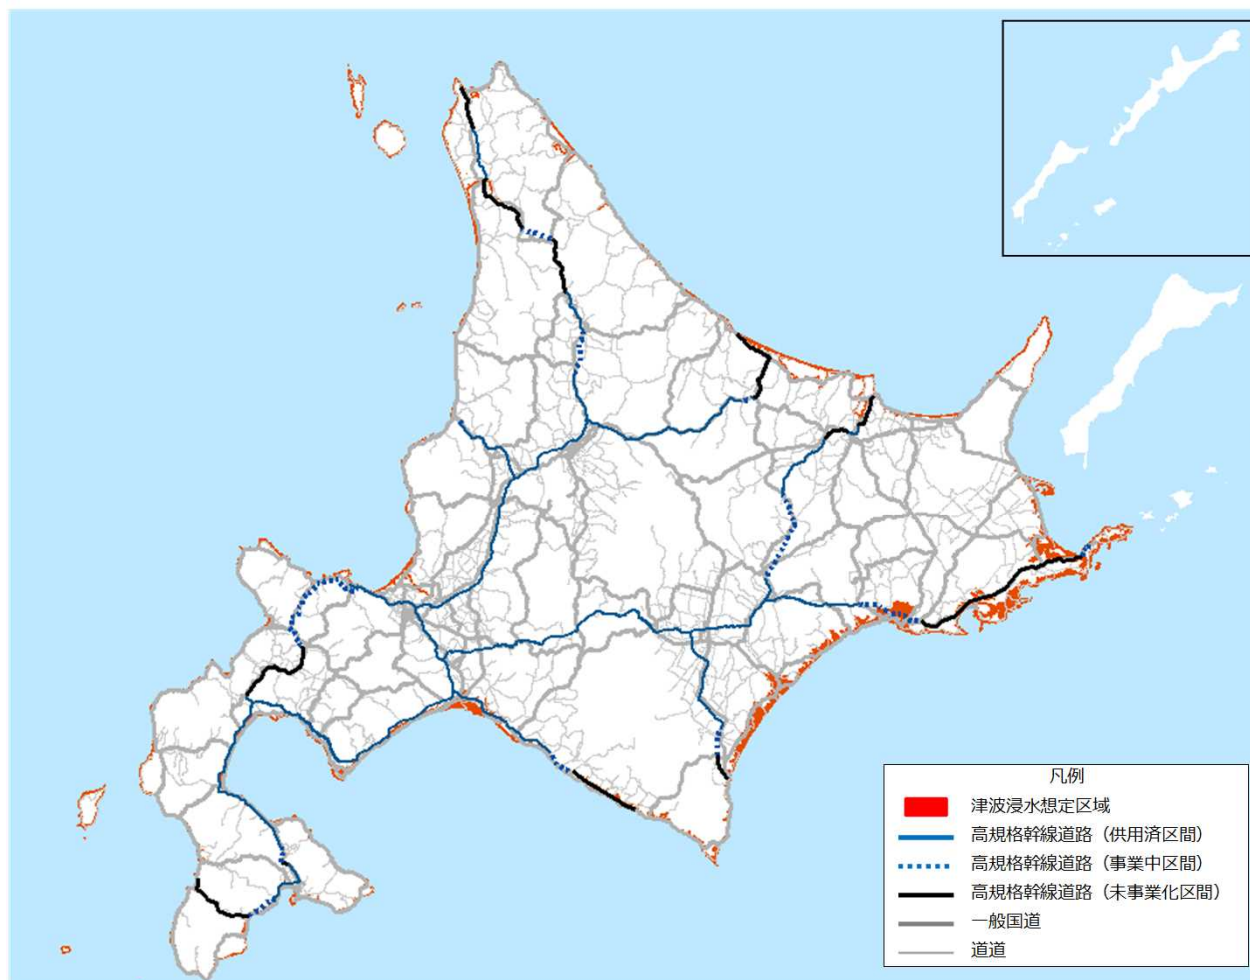 凡例
津波浸水想定区域
高規格幹線道路（供用済区間）
高規格幹線道路（事業中区間）
高規格幹線道路（未事業化区間）
一般国道
道道